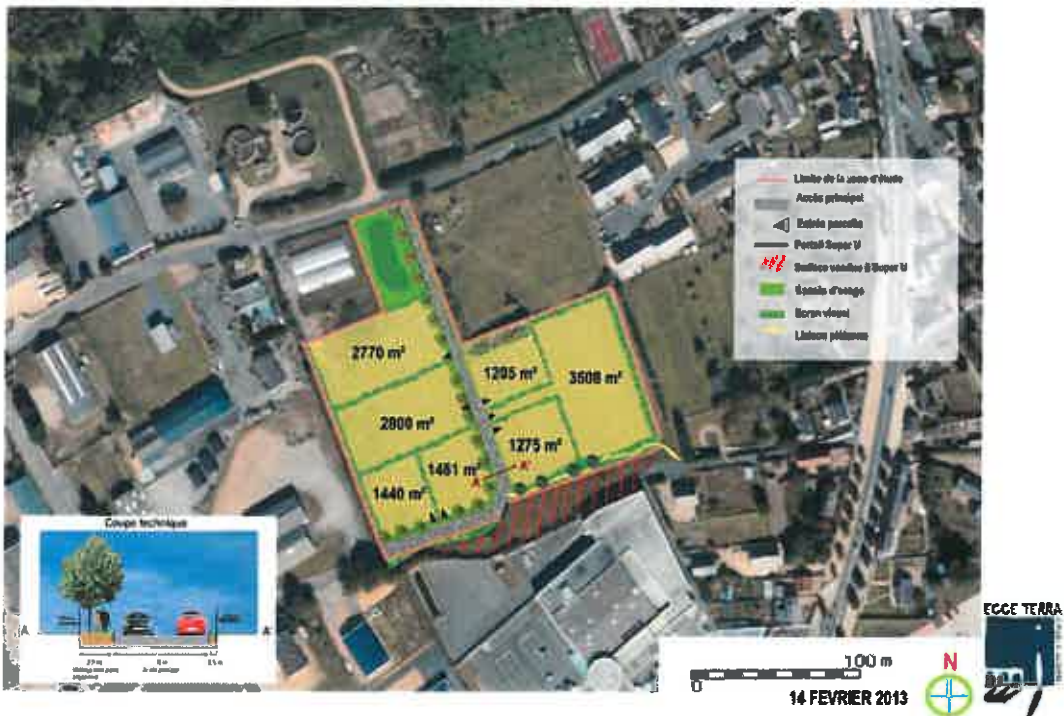 Limite de la zone d'étude
Accès principal
Entrée parcelle
Portail Super U
Surface vendue à Super U
Bassin d'orage
Ecran visuel
Liaison piétonne
2770 m²
1205 m²
3508 m²
2800 m²
1275 m²
1461 m²
A'
A
1440 m²
Coupe technique
A
A'
ECCE TERRA
100 m
0
N
14 FEVRIER 2013